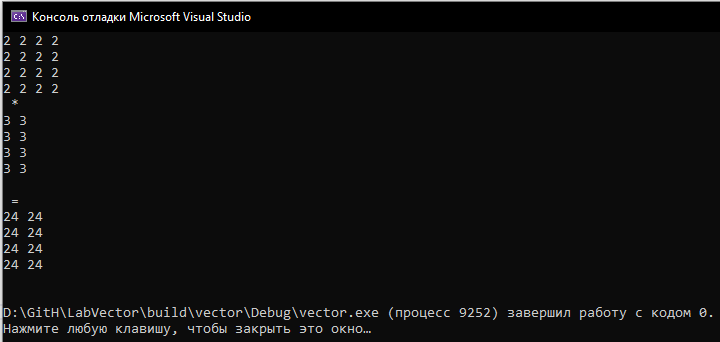 Консоль отладки Microsoft Visual Studio
2 2 2 2
2 2 2 2
2 2 2 2
2 2 2 2
*
3 3
3 3
3 3
3 3
=
24 24
24 24
24 24
24 24
D:\GitH\LabVector\build\vector\Debug\vector.exe (процесс 9252) завершил работу с кодом 0.
Нажмите любую клавишу, чтобы закрыть это окно…